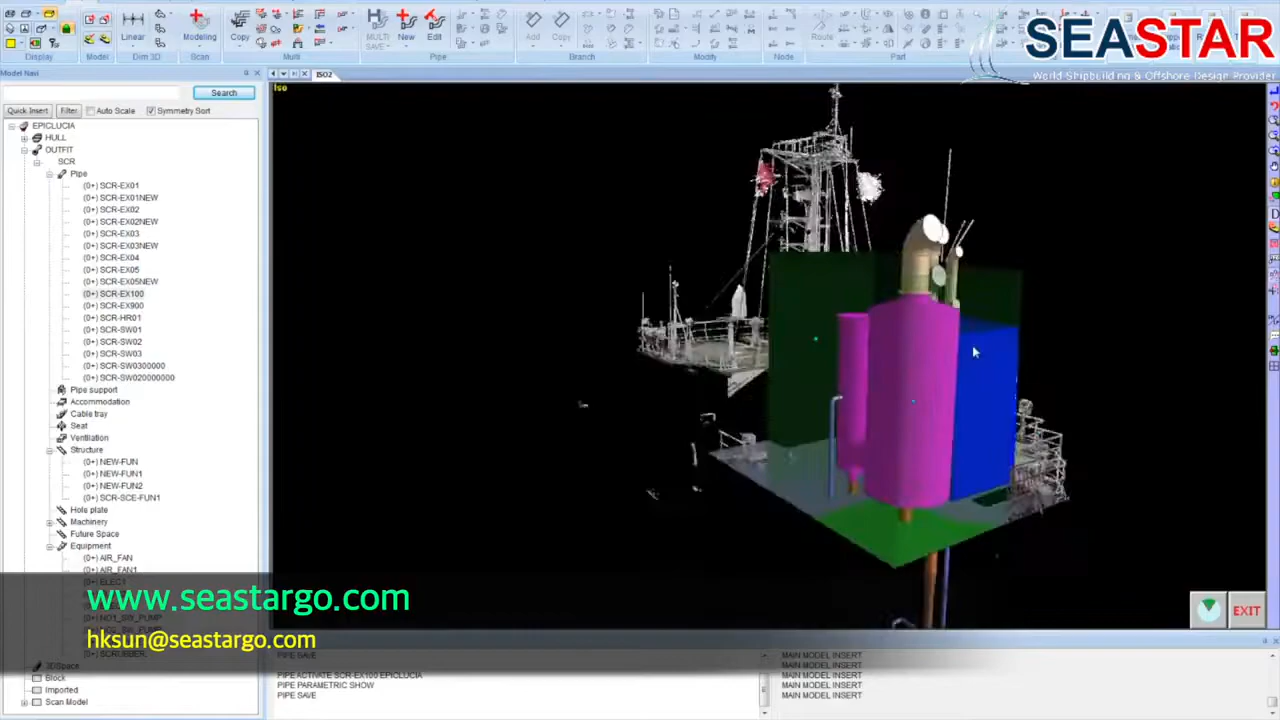 SEASTAR
World Shipbuilding & Offshore Design Provider
Display
Model
Linear
Dim 3D
Modeling
Scan
Copy
Multi
MULTI
SAVE
New
Edit
Pipe
Add
Copy
Branch
Modify
Node
Route
Part
Model Navi
ISO2
Search
Quick Insert
Filter
Auto Scale
Symmetry Sort
Iso
EPICLUCIA
HULL
OUTFIT
SCR
Pipe
(0+) SCR-EX01
(0+) SCR-EX01NEW
(0+) SCR-EX02
(0+) SCR-EX02NEW
(0+) SCR-EX03
(0+) SCR-EX03NEW
(0+) SCR-EX04
(0+) SCR-EX05
(0+) SCR-EX05NEW
(0+) SCR-EX100
(0+) SCR-EX900
(0+) SCR-HR01
(0+) SCR-SW01
(0+) SCR-SW02
(0+) SCR-SW03
(0+) SCR-SW0300000
(0+) SCR-SW020000000
Pipe support
Accommodation
Cable tray
Seat
Ventilation
Structure
(0+) NEW-FUN
(0+) NEW-FUN1
(0+) NEW-FUN2
(0+) SCR-SCE-FUN1
Hole plate
Machinery
Future Space
Equipment
(0+) AIR_FAN
(0+) AIR_FAN1
www.seastargo.com
hksun@seastargo.com
3DSpace
Block
Imported
Scan Model
EXIT
PIPE SAVE
PIPE ACTIVATE SCR-EX100 EPICLUCIA
PIPE PARAMETRIC SHOW
PIPE SAVE
MAIN MODEL INSERT
MAIN MODEL INSERT
MAIN MODEL INSERT
MAIN MODEL INSERT
MAIN MODEL INSERT